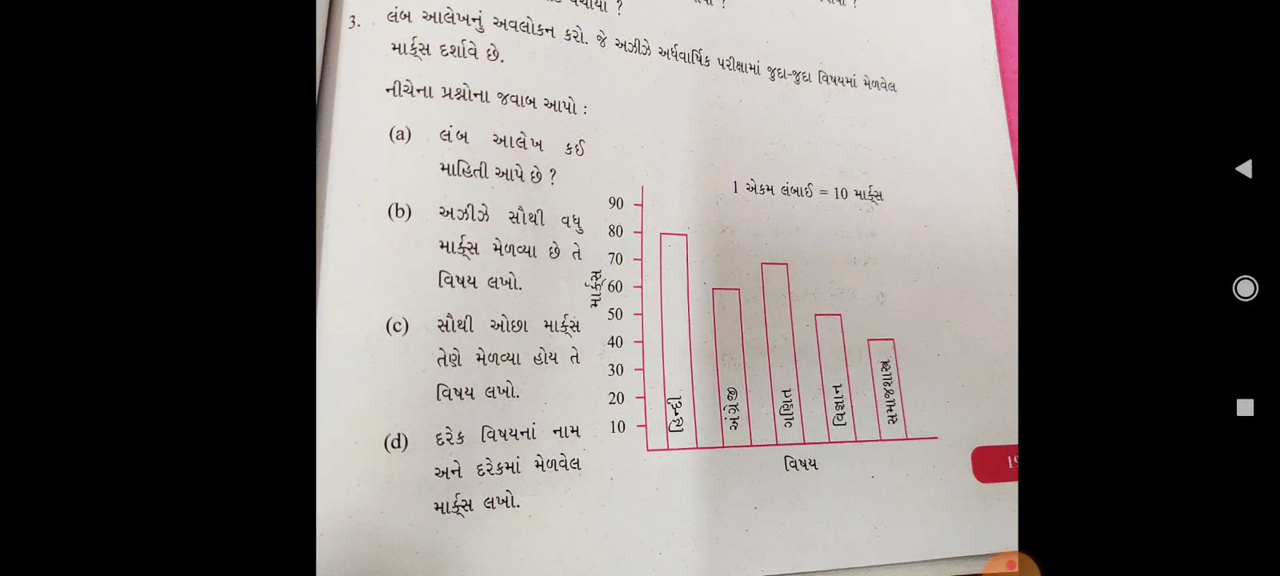 3. લંબ આલેખનું અવલોકન કરો. જે અઝીઝે અર્ધવાર્ષિક પરીક્ષામાં જુદા-જુદા વિષયમાં મેળવેલ
માર્ક્સ દર્શાવે છે.
નીચેના પ્રશ્નોના જવાબ આપો :
(a) લંબ આલેખ કઈ
માહિતી આપે છે ?
(b) અઝીઝે સૌથી વધુ
માર્ક્સ મેળવ્યા છે તે
વિષય લખો.
(c) સૌથી ઓછા માર્ક્સ
તેણે મેળવ્યા હોય તે
વિષય લખો.
(d) દરેક વિષયનાં નામ
અને દરેકમાં મેળવેલ
માર્ક્સ લખો.
1 એકમ લંબાઈ = 10 માર્ક્સ
90
80
70
60
50
40
30
20
10
માર્ક્સ
હિન્દી
અંગ્રેજી
ગણિત
વિજ્ઞાન
સમાજશાસ્ત્ર
વિષય